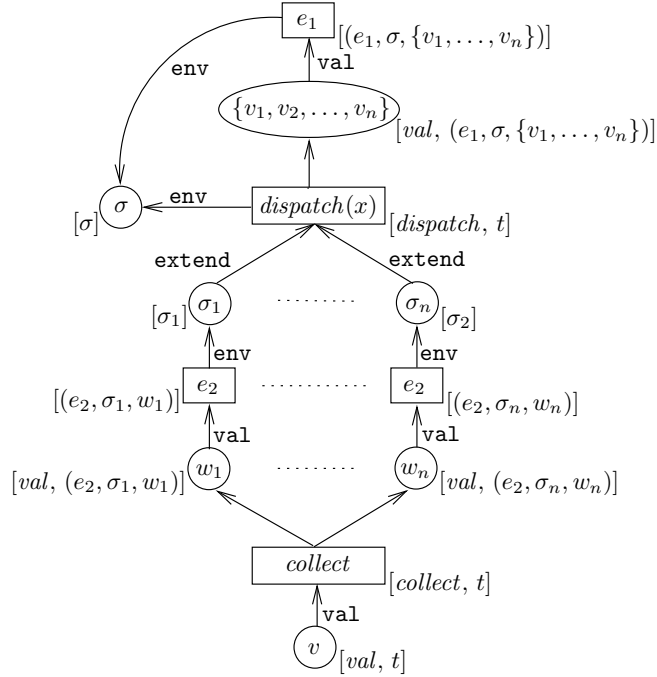 e₁
[(e₁, σ, {v₁, . . . , vₙ})]
env
val
{v₁, v₂, . . . , vₙ}
[val, (e₁, σ, {v₁, . . . , vₙ})]
σ
[σ]
env
dispatch(x)
[dispatch, t]
extend
extend
σ₁
[σ₁]
σₙ
[σ₂]
env
env
e₂
[(e₂, σ₁, w₁)]
e₂
[(e₂, σₙ, wₙ)]
val
val
w₁
[val, (e₂, σ₁, w₁)]
wₙ
[val, (e₂, σₙ, wₙ)]
collect
[collect, t]
val
v
[val, t]